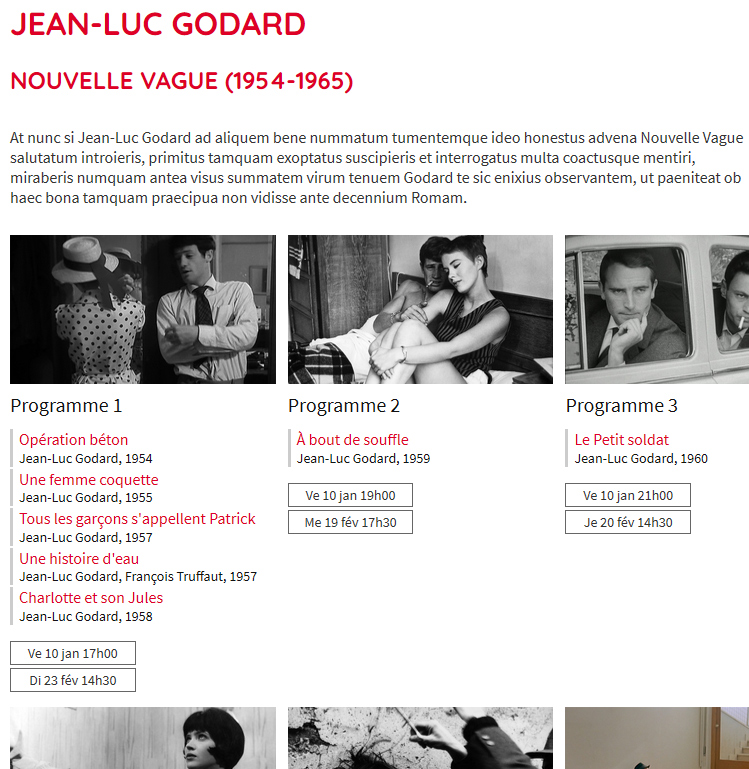 JEAN-LUC GODARD
NOUVELLE VAGUE (1954-1965)
At nunc si Jean-Luc Godard ad aliquem bene nummatum tumentemque ideo honestus advena Nouvelle Vague
salutatum introieris, primitus tamquam exoptatus suscipieris et interrogatus multa coactusque mentiri,
miraberis numquam antea visus summatem virum tenuem Godard te sic enixius observantem, ut paeniteat ob
haec bona tamquam praecipua non vidisse ante decennium Romam.
Programme 1
Opération béton
Jean-Luc Godard, 1954
Une femme coquette
Jean-Luc Godard, 1955
Tous les garçons s'appellent Patrick
Jean-Luc Godard, 1957
Une histoire d'eau
Jean-Luc Godard, François Truffaut, 1957
Charlotte et son Jules
Jean-Luc Godard, 1958
Ve 10 jan 17h00
Di 23 fév 14h30
Programme 2
À bout de souffle
Jean-Luc Godard, 1959
Ve 10 jan 19h00
Me 19 fév 17h30
Programme 3
Le Petit soldat
Jean-Luc Godard, 1960
Ve 10 jan 21h00
Je 20 fév 14h30